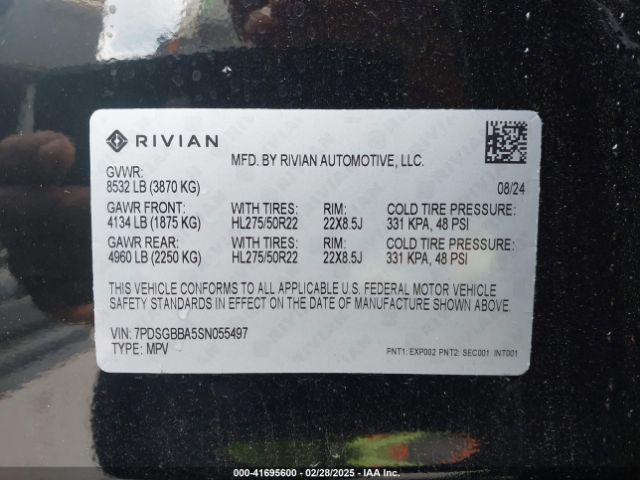 RIVIAN
MFD. BY RIVIAN AUTOMOTIVE, LLC.
GVWR:
8532 LB (3870 KG)
08/24
GAWR FRONT: WITH TIRES: RIM: COLD TIRE PRESSURE:
4134 LB (1875 KG) HL275/50R22 22X8.5J 331 KPA, 48 PSI
GAWR REAR: WITH TIRES: RIM: COLD TIRE PRESSURE:
4960 LB (2250 KG) HL275/50R22 22X8.5J 331 KPA, 48 PSI
THIS VEHICLE CONFORMS TO ALL APPLICABLE U.S. FEDERAL MOTOR VEHICLE
SAFETY STANDARDS IN EFFECT ON THE DATE OF MANUFACTURE SHOWN ABOVE.
VIN: 7PDSGBBA5SN055497
TYPE: MPV
PNT1: EXP002 PNT2: SEC001 INT001
000-41695600 - 02/28/2025 - IAA Inc.